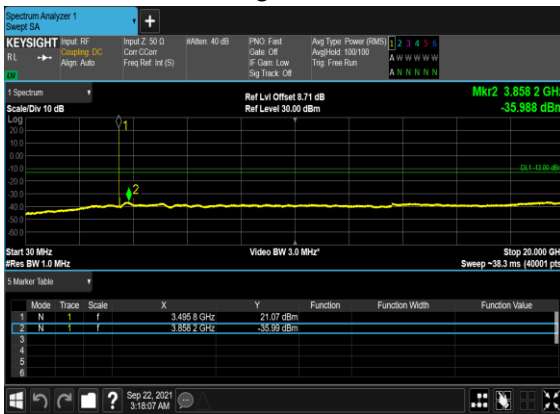 Spectrum Analyzer 1
Swept SA
KEYSIGHT Input: RF Input Z: 50 Ω #Atten: 40 dB PNO: Fast Avg Type: Power (RMS) 1 2 3 4 5 6
RL Coupling: DC Corr CCorr Gate: Off Avg|Hold: 100/100 A W W W W W
Align: Auto Freq Ref: Int (S) IF Gain: Low Trig: Free Run
LV Sig Track: Off A N N N N N
1 Spectrum Ref Lvl Offset 8.71 dB Mkr2 3.858 2 GHz
Scale/Div 10 dB Ref Level 30.00 dBm -35.988 dBm
Log
20.0 1
10.0
0.00
-10.0 DL1 -13.00 dBm
-20.0
-30.0 2
-40.0
-50.0
-60.0
Start 30 MHz Video BW 3.0 MHz* Stop 20.000 GH
#Res BW 1.0 MHz Sweep ~38.3 ms (40001 pts
5 Marker Table
Mode Trace Scale X Y Function Function Width Function Value
1 N 1 f 3.495 8 GHz 21.07 dBm
2 N 1 f 3.858 2 GHz -35.99 dBm
3
4
5
6
? Sep 22, 2021
3:18:07 AM